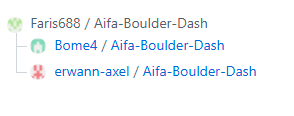 Faris688 / Aifa-Boulder-Dash
Bome4 / Aifa-Boulder-Dash
erwann-axel / Aifa-Boulder-Dash